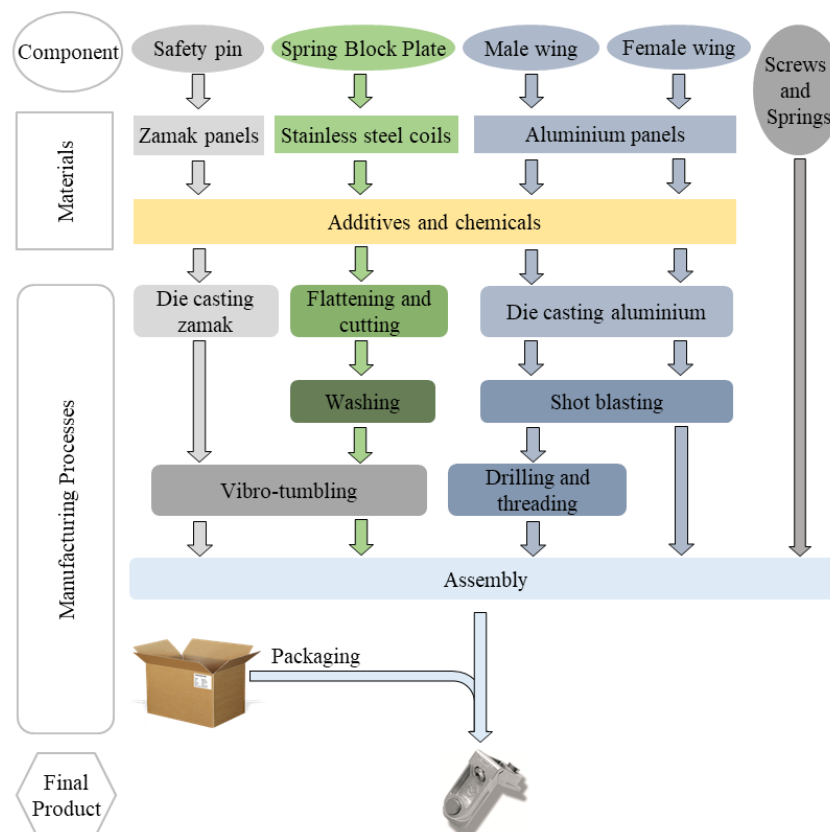 Component
Safety pin
Spring Block Plate
Male wing
Female wing
Screws
and
Springs
Materials
Zamak panels
Stainless steel coils
Aluminium panels
Additives and chemicals
Manufacturing Processes
Die casting
zamak
Flattening and
cutting
Die casting aluminium
Washing
Shot blasting
Vibro-tumbling
Drilling and
threading
Assembly
Packaging
Final
Product